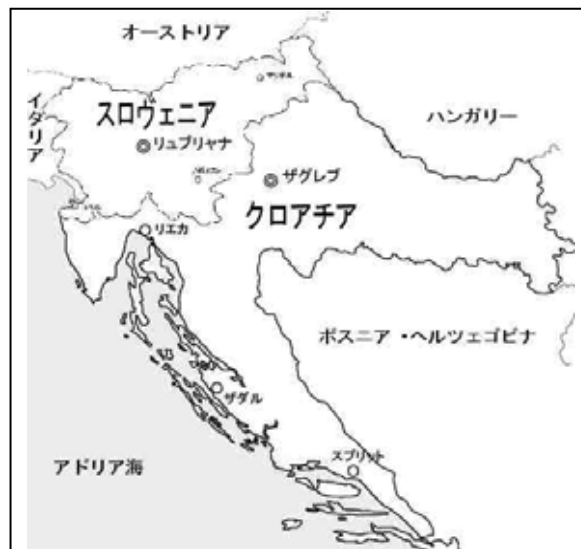 オーストリア
イタリア
スロヴェニア
ハンガリー
リュブリャナ
ザグレブ
クロアチア
リエカ
ボスニア・ヘルツェゴビナ
ザダル
スプリット
アドリア海